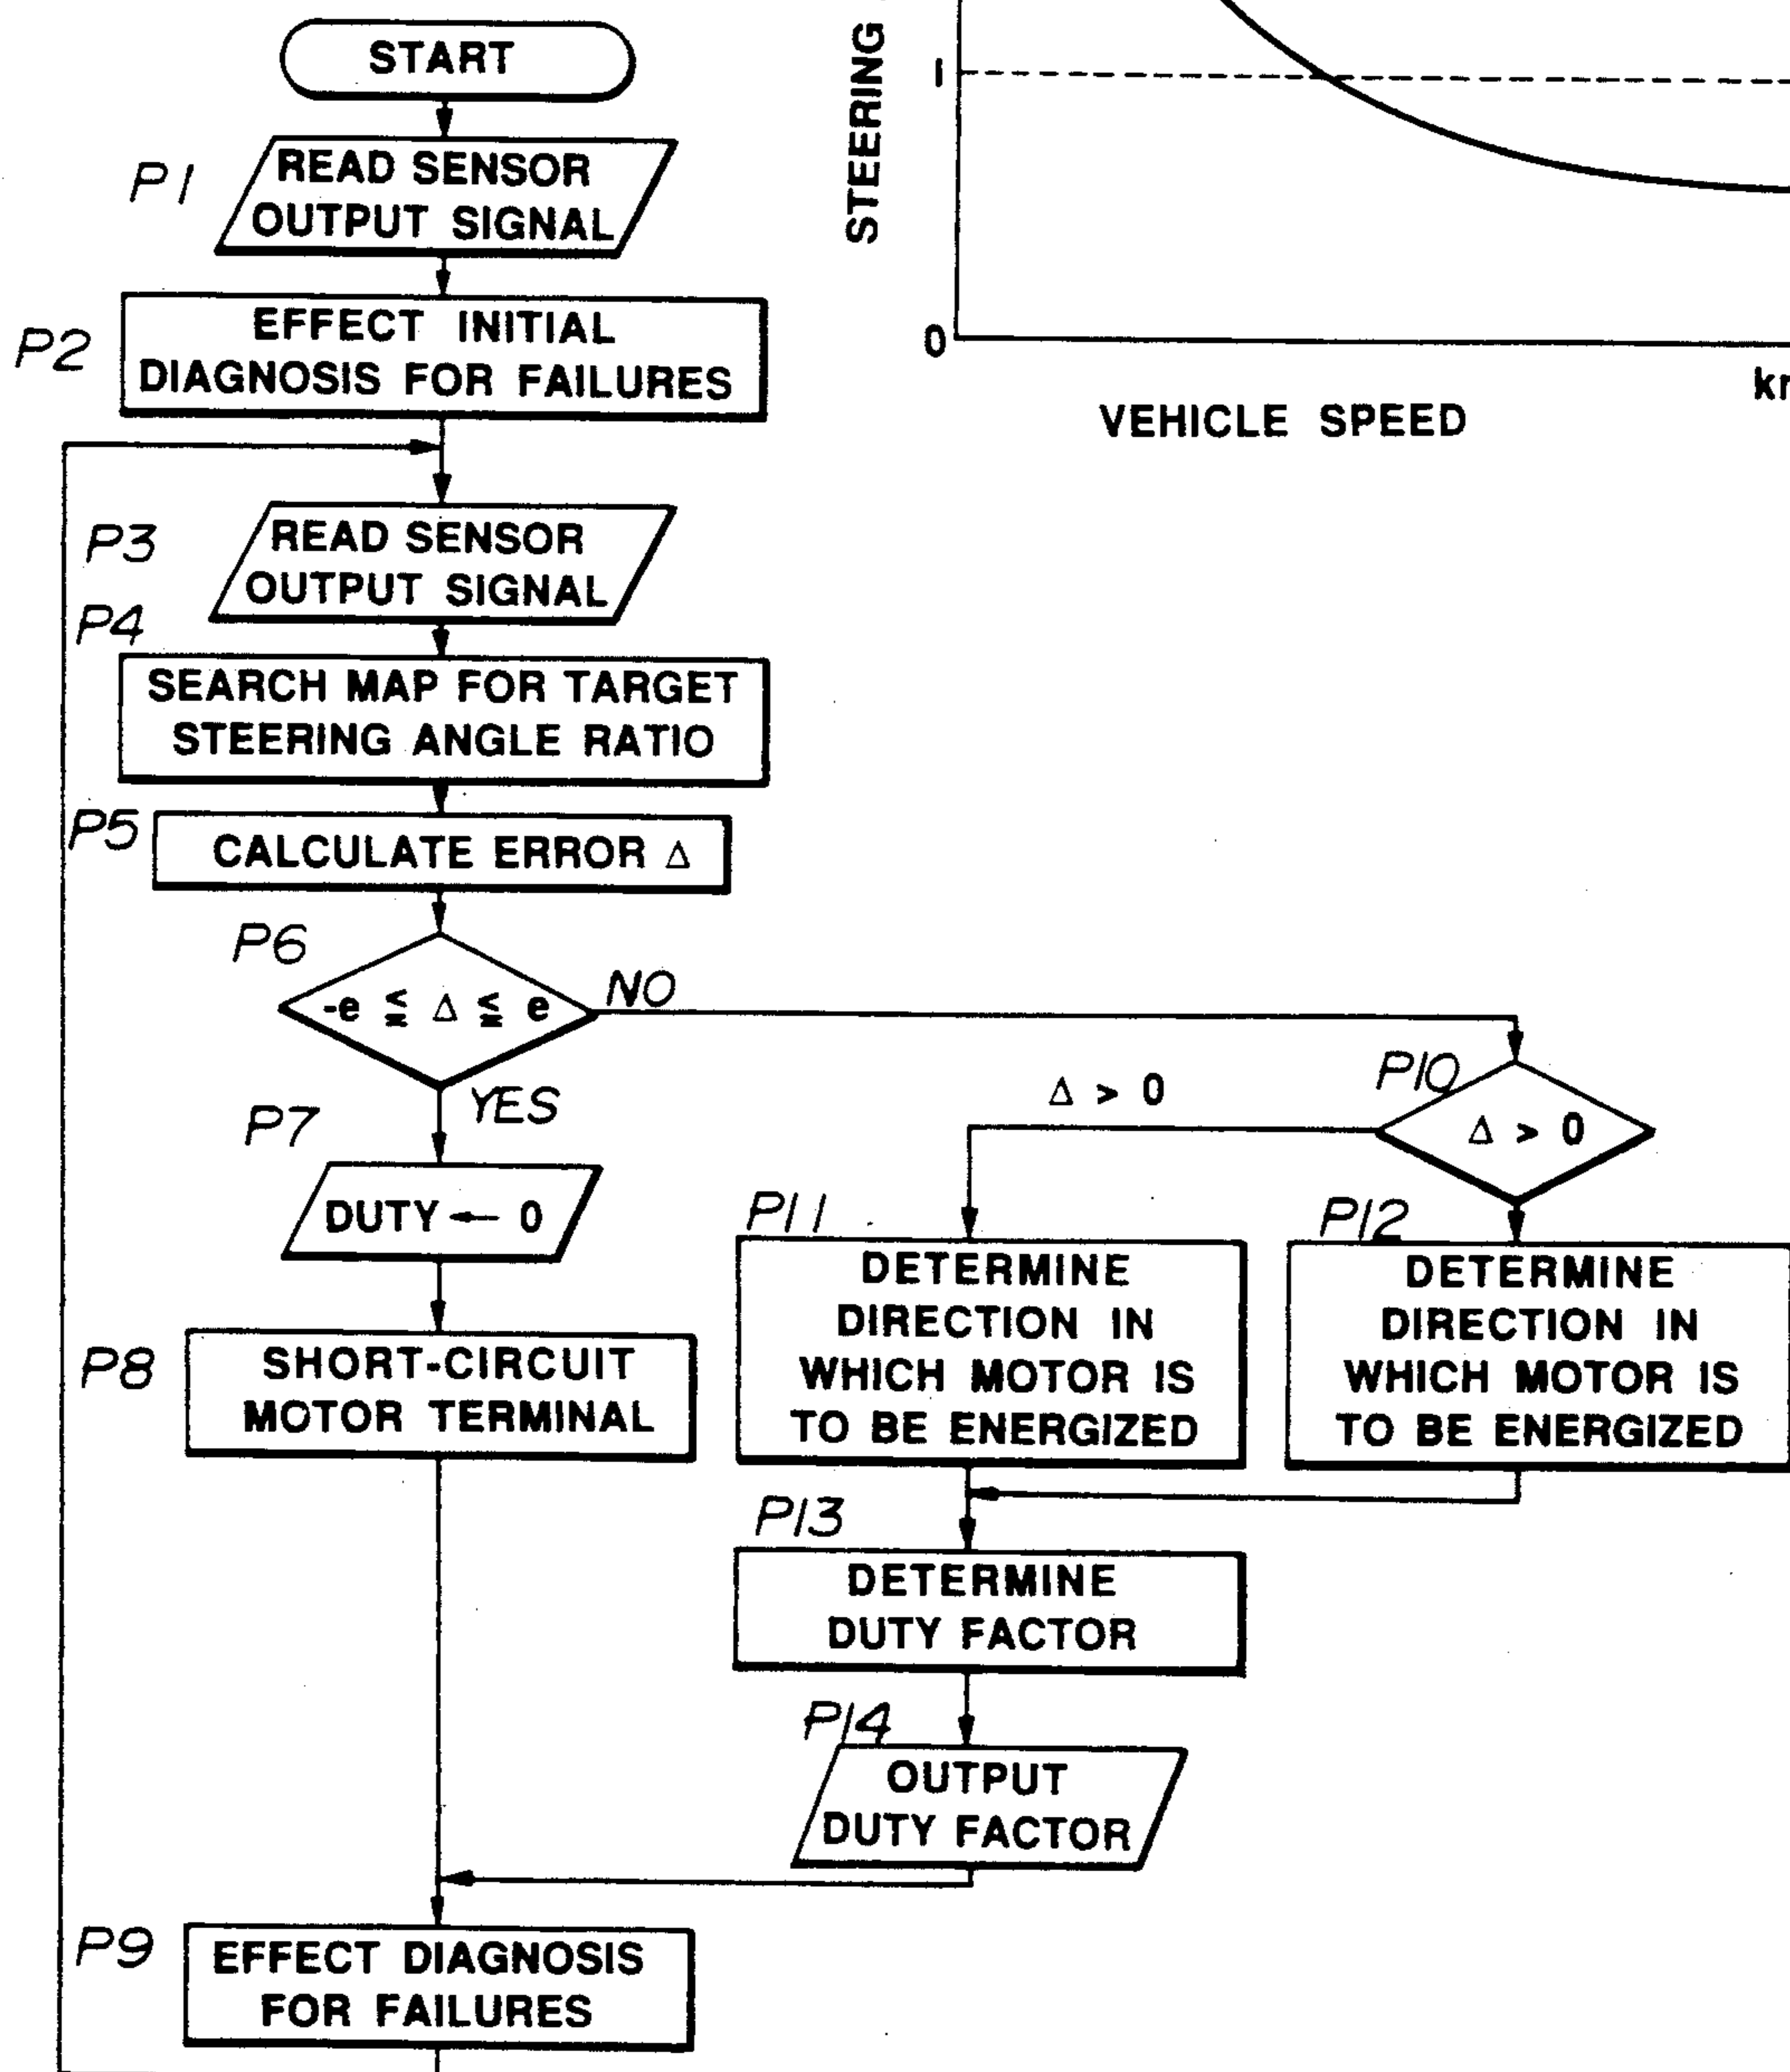 START
P1
READ SENSOR
OUTPUT SIGNAL
P2
EFFECT INITIAL
DIAGNOSIS FOR FAILURES
P3
READ SENSOR
OUTPUT SIGNAL
P4
SEARCH MAP FOR TARGET
STEERING ANGLE RATIO
P5
CALCULATE ERROR Δ
P6
-e ≦ Δ ≦ e
NO
YES
P7
DUTY ← 0
P8
SHORT-CIRCUIT
MOTOR TERMINAL
P9
EFFECT DIAGNOSIS
FOR FAILURES
P10
Δ > 0
Δ > 0
P11
DETERMINE
DIRECTION IN
WHICH MOTOR IS
TO BE ENERGIZED
P12
DETERMINE
DIRECTION IN
WHICH MOTOR IS
TO BE ENERGIZED
P13
DETERMINE
DUTY FACTOR
P14
OUTPUT
DUTY FACTOR
STEERING
1
0
VEHICLE SPEED